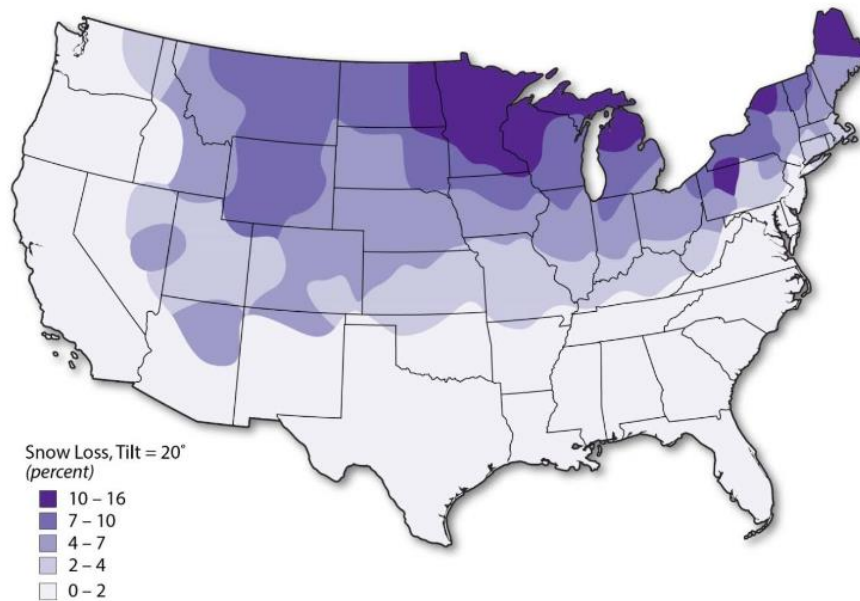 Snow Loss, Tilt = 20°
(percent)
10 – 16
7 – 10
4 – 7
2 – 4
0 – 2